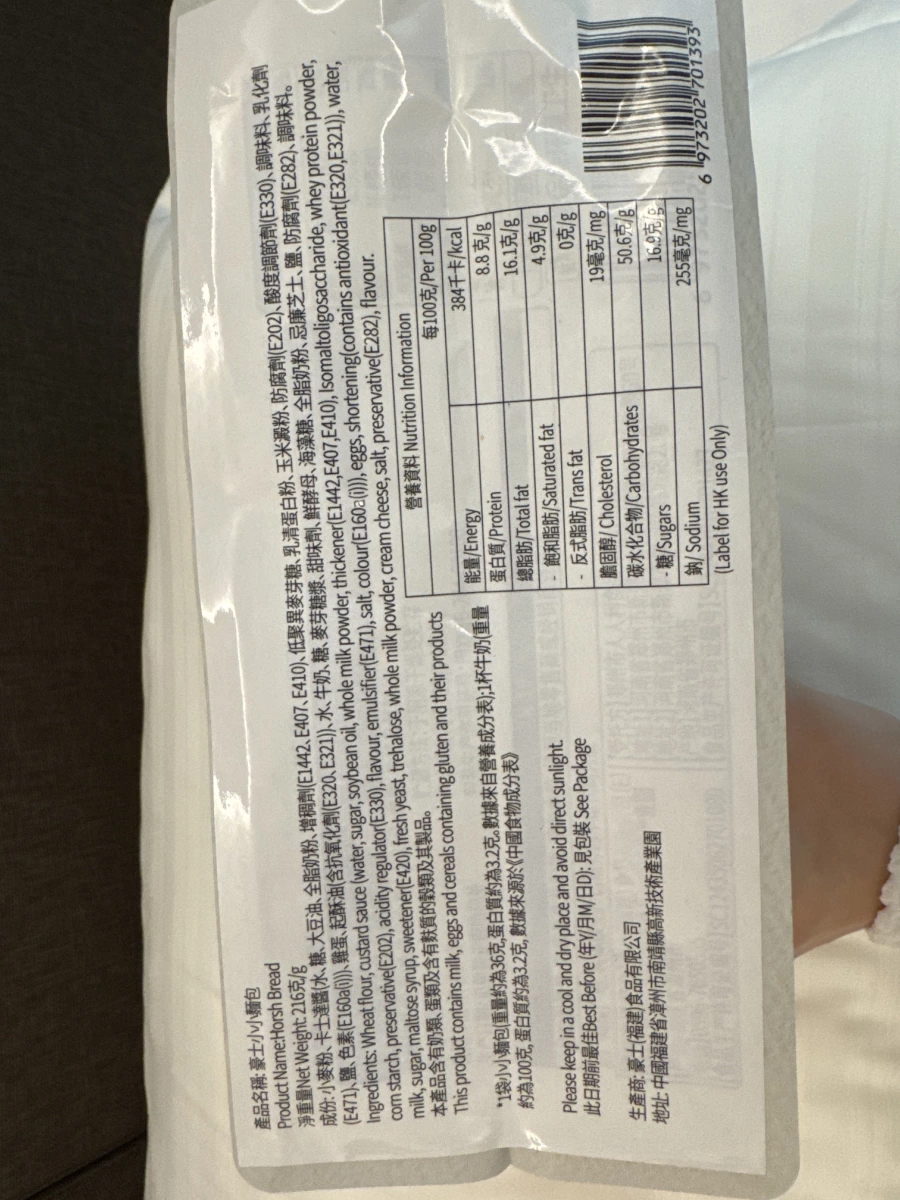 產品名稱: 豪士小小麵包
Product Name:Horsh Bread
淨重量Net Weight: 216克/g
成份: 小麥粉、卡士達醬(水、糖、大豆油、全脂奶粉、增稠劑(E1442、E407、E410)、低聚異麥芽糖、乳清蛋白粉、玉米澱粉、防腐劑(E202)、酸度調節劑(E330)、調味料、乳化劑
(E471)、鹽、色素(E160a(i)))、雞蛋、起酥油(含抗氧化劑(E320、E321))、水、牛奶、糖、麥芽糖漿、甜味劑、鮮酵母、海藻糖、全脂奶粉、忌廉芝士、鹽、防腐劑(E282)、調味料。
Ingredients: Wheat flour, custard sauce (water, sugar, soybean oil, whole milk powder, thickener(E1442,E407,E410), Isomaltoligosaccharide, whey protein powder,
corn starch, preservative(E202), acidity regulator(E330), flavour, emulsifier(E471), salt, colour(E160a(i))), eggs, shortening(contains antioxidant(E320,E321)), water,
milk, sugar, maltose syrup, sweetener(E420), fresh yeast, trehalose, whole milk powder, cream cheese, salt, preservative(E282), flavour.
本產品含有奶類、蛋類及含有麩質的穀類及其製品。
This product contains milk, eggs and cereals containing gluten and their products
*1袋小小麵包(重量約為36克,蛋白質約為3.2克。數據來自營養成分表);1杯牛奶(重量
約為100克, 蛋白質約為3.2克, 數據來源於《中國食物成分表》
Please keep in a cool and dry place and avoid direct sunlight.
此日期前最佳Best Before (年Y/月M/日D): 見包裝 See Package
生產商: 豪士(福建)食品有限公司
地址: 中國福建省漳州市南靖縣高新技術產業園
營養資料 Nutrition Information
每100克/Per 100g
能量/Energy 384千卡/kcal
蛋白質/Protein 8.8 克/g
總脂肪/Total fat 16.1克/g
- 飽和脂肪/Saturated fat 4.9克/g
- 反式脂肪/Trans fat 0克/g
膽固醇/ Cholesterol 19毫克/mg
碳水化合物/Carbohydrates 50.6克/g
- 糖/ Sugars 16.9克/g
鈉/ Sodium 255毫克/mg
(Label for HK use Only)
6 973202 701393